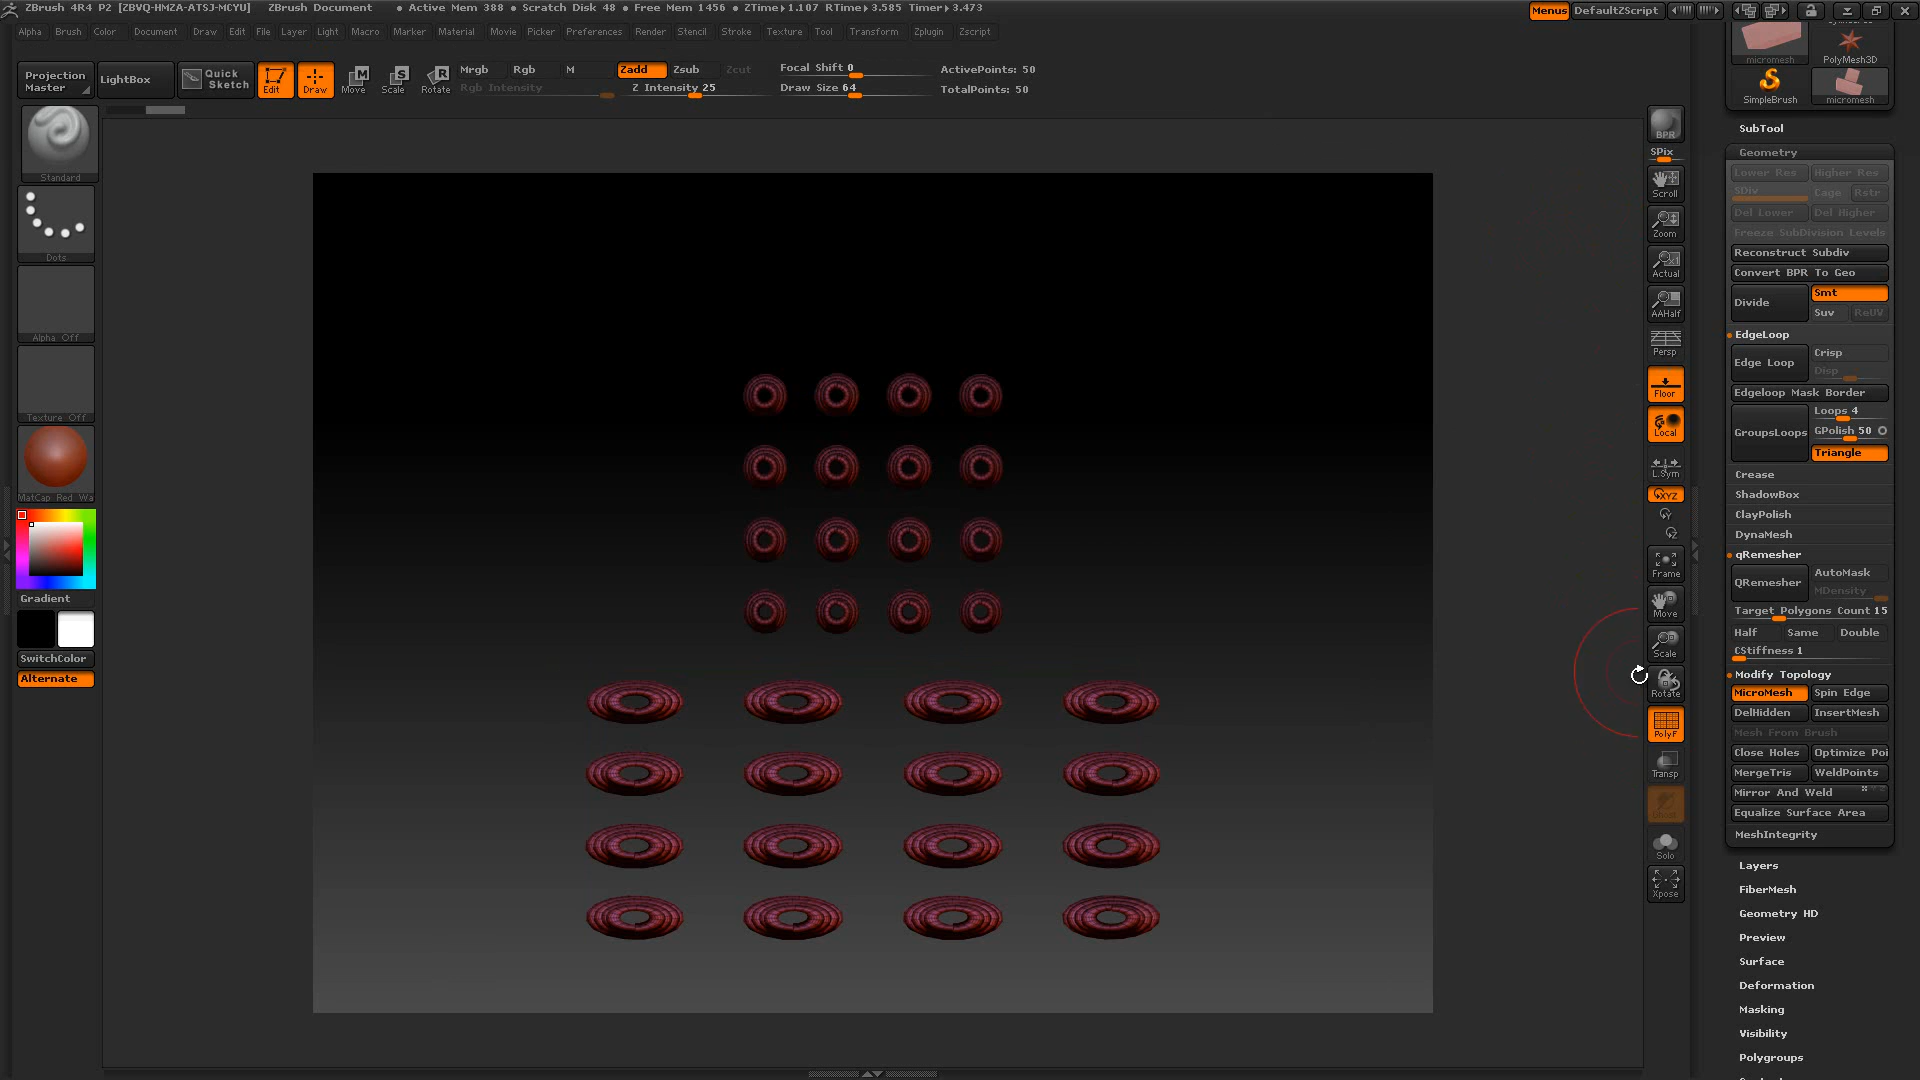 ZBrush 4R4 P2 [ZBVQ-HMZA-ATSJ-MCYU] ZBrush Document ● Active Mem 388 ● Scratch Disk 48 ● Free Mem 1456 ● ZTime▸1.107 RTime▸3.585 Timer▸3.473 Menus DefaultZScript
Alpha Brush Color Document Draw Edit File Layer Light Macro Marker Material Movie Picker Preferences Render Stencil Stroke Texture Tool Transform Zplugin Zscript
Projection Master
LightBox
Quick Sketch
Edit
Draw
Move
Scale
Rotate
Mrgb Rgb M
Rgb Intensity
Zadd Zsub Zcut
Z Intensity 25
Focal Shift 0
Draw Size 64
ActivePoints: 50
TotalPoints: 50
Standard
Dots
Alpha Off
Texture Off
MatCap Red Wa
Gradient
SwitchColor
Alternate
BPR
SPix
Scroll
Zoom
Actual
AAHalf
Persp
Floor
Local
L.Sym
XYZ
Frame
Move
Scale
Rotate
PolyF
Transp
Solo
Xpose
micromesh
PolyMesh3D
SimpleBrush
micromesh
SubTool
Geometry
Lower Res Higher Res
SDiv Cage Rstr
Del Lower Del Higher
Freeze SubDivision Levels
Reconstruct Subdiv
Convert BPR To Geo
Divide Smt
Suv ReUV
EdgeLoop
Edge Loop Crisp
Disp
Edgeloop Mask Border
GroupsLoops Loops 4
GPolish 50
Triangle
Crease
ShadowBox
ClayPolish
DynaMesh
qRemesher
QRemesher AutoMask
MDensity
Target Polygons Count 15
Half Same Double
CStiffness 1
Modify Topology
MicroMesh Spin Edge
DelHidden InsertMesh
Mesh From Brush
Close Holes Optimize Poi
MergeTris WeldPoints
Mirror And Weld
Equalize Surface Area
MeshIntegrity
Layers
FiberMesh
Geometry HD
Preview
Surface
Deformation
Masking
Visibility
Polygroups